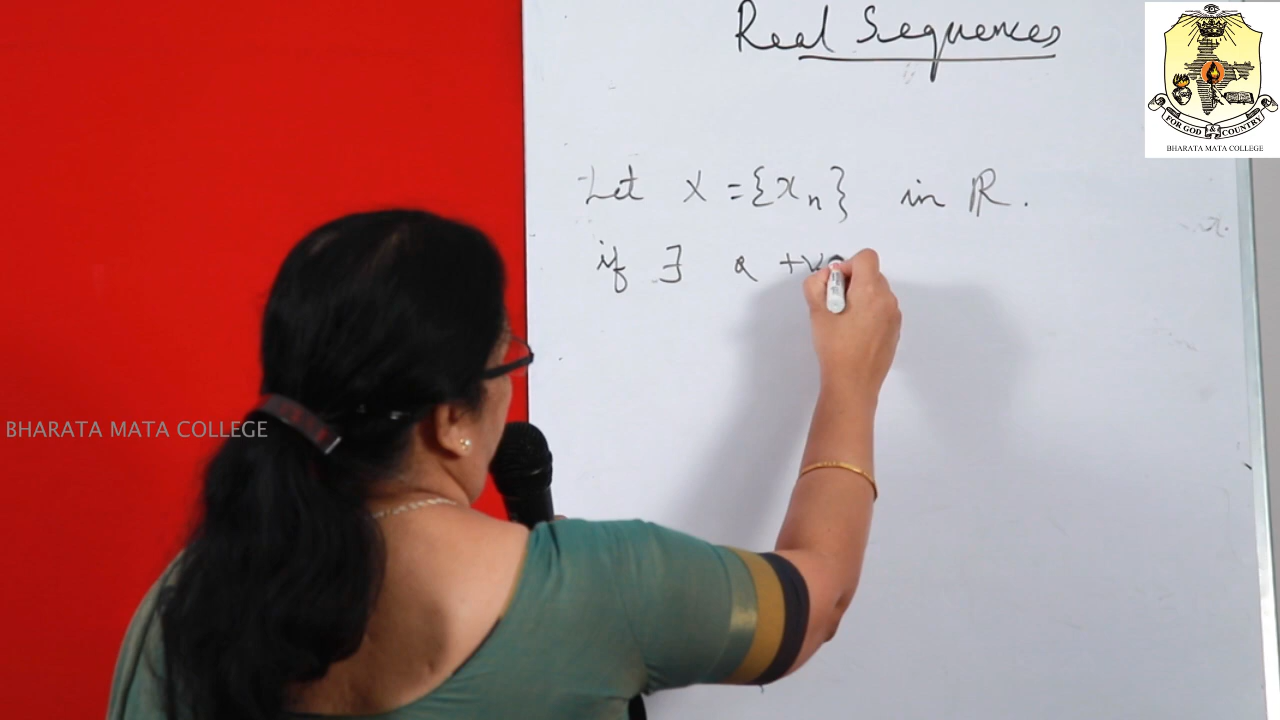 Real Sequences
Let X = {xₙ} in ℝ.
if ∃ a +ve
FOR GOD & COUNTRY
BHARATA MATA COLLEGE
BHARATA MATA COLLEGE